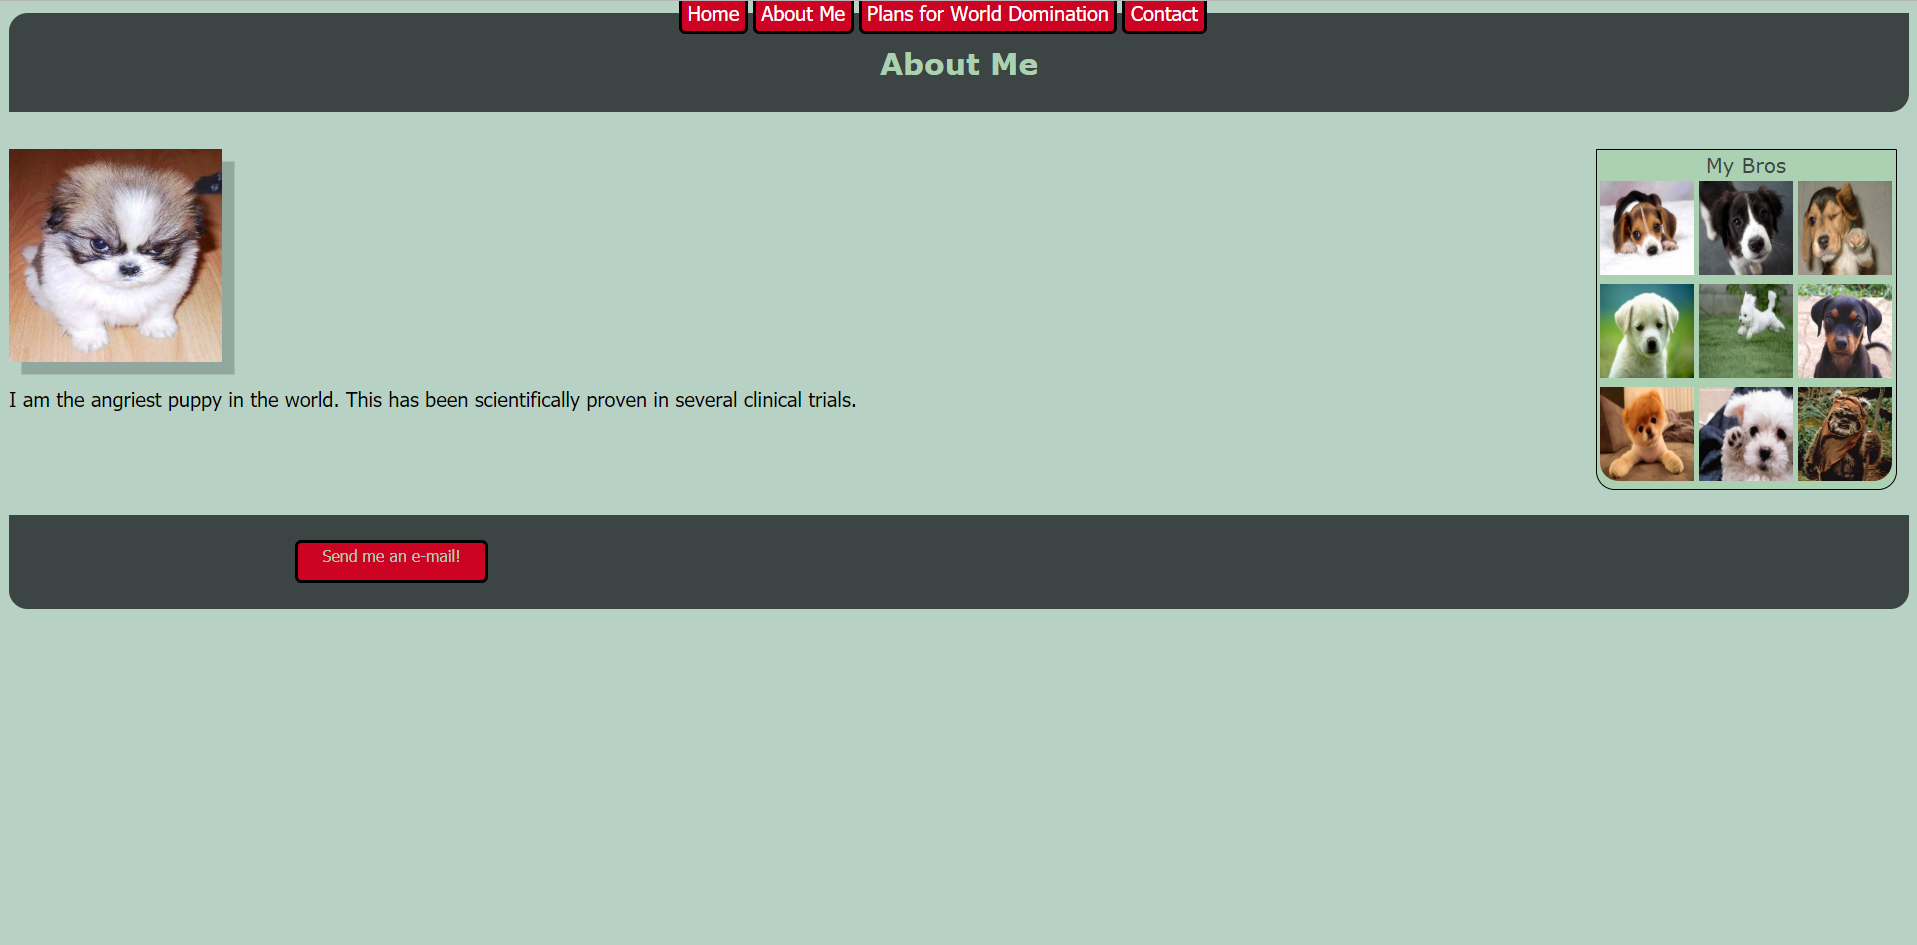 Home About Me Plans for World Domination Contact
About Me
My Bros
I am the angriest puppy in the world. This has been scientifically proven in several clinical trials.
Send me an e-mail!